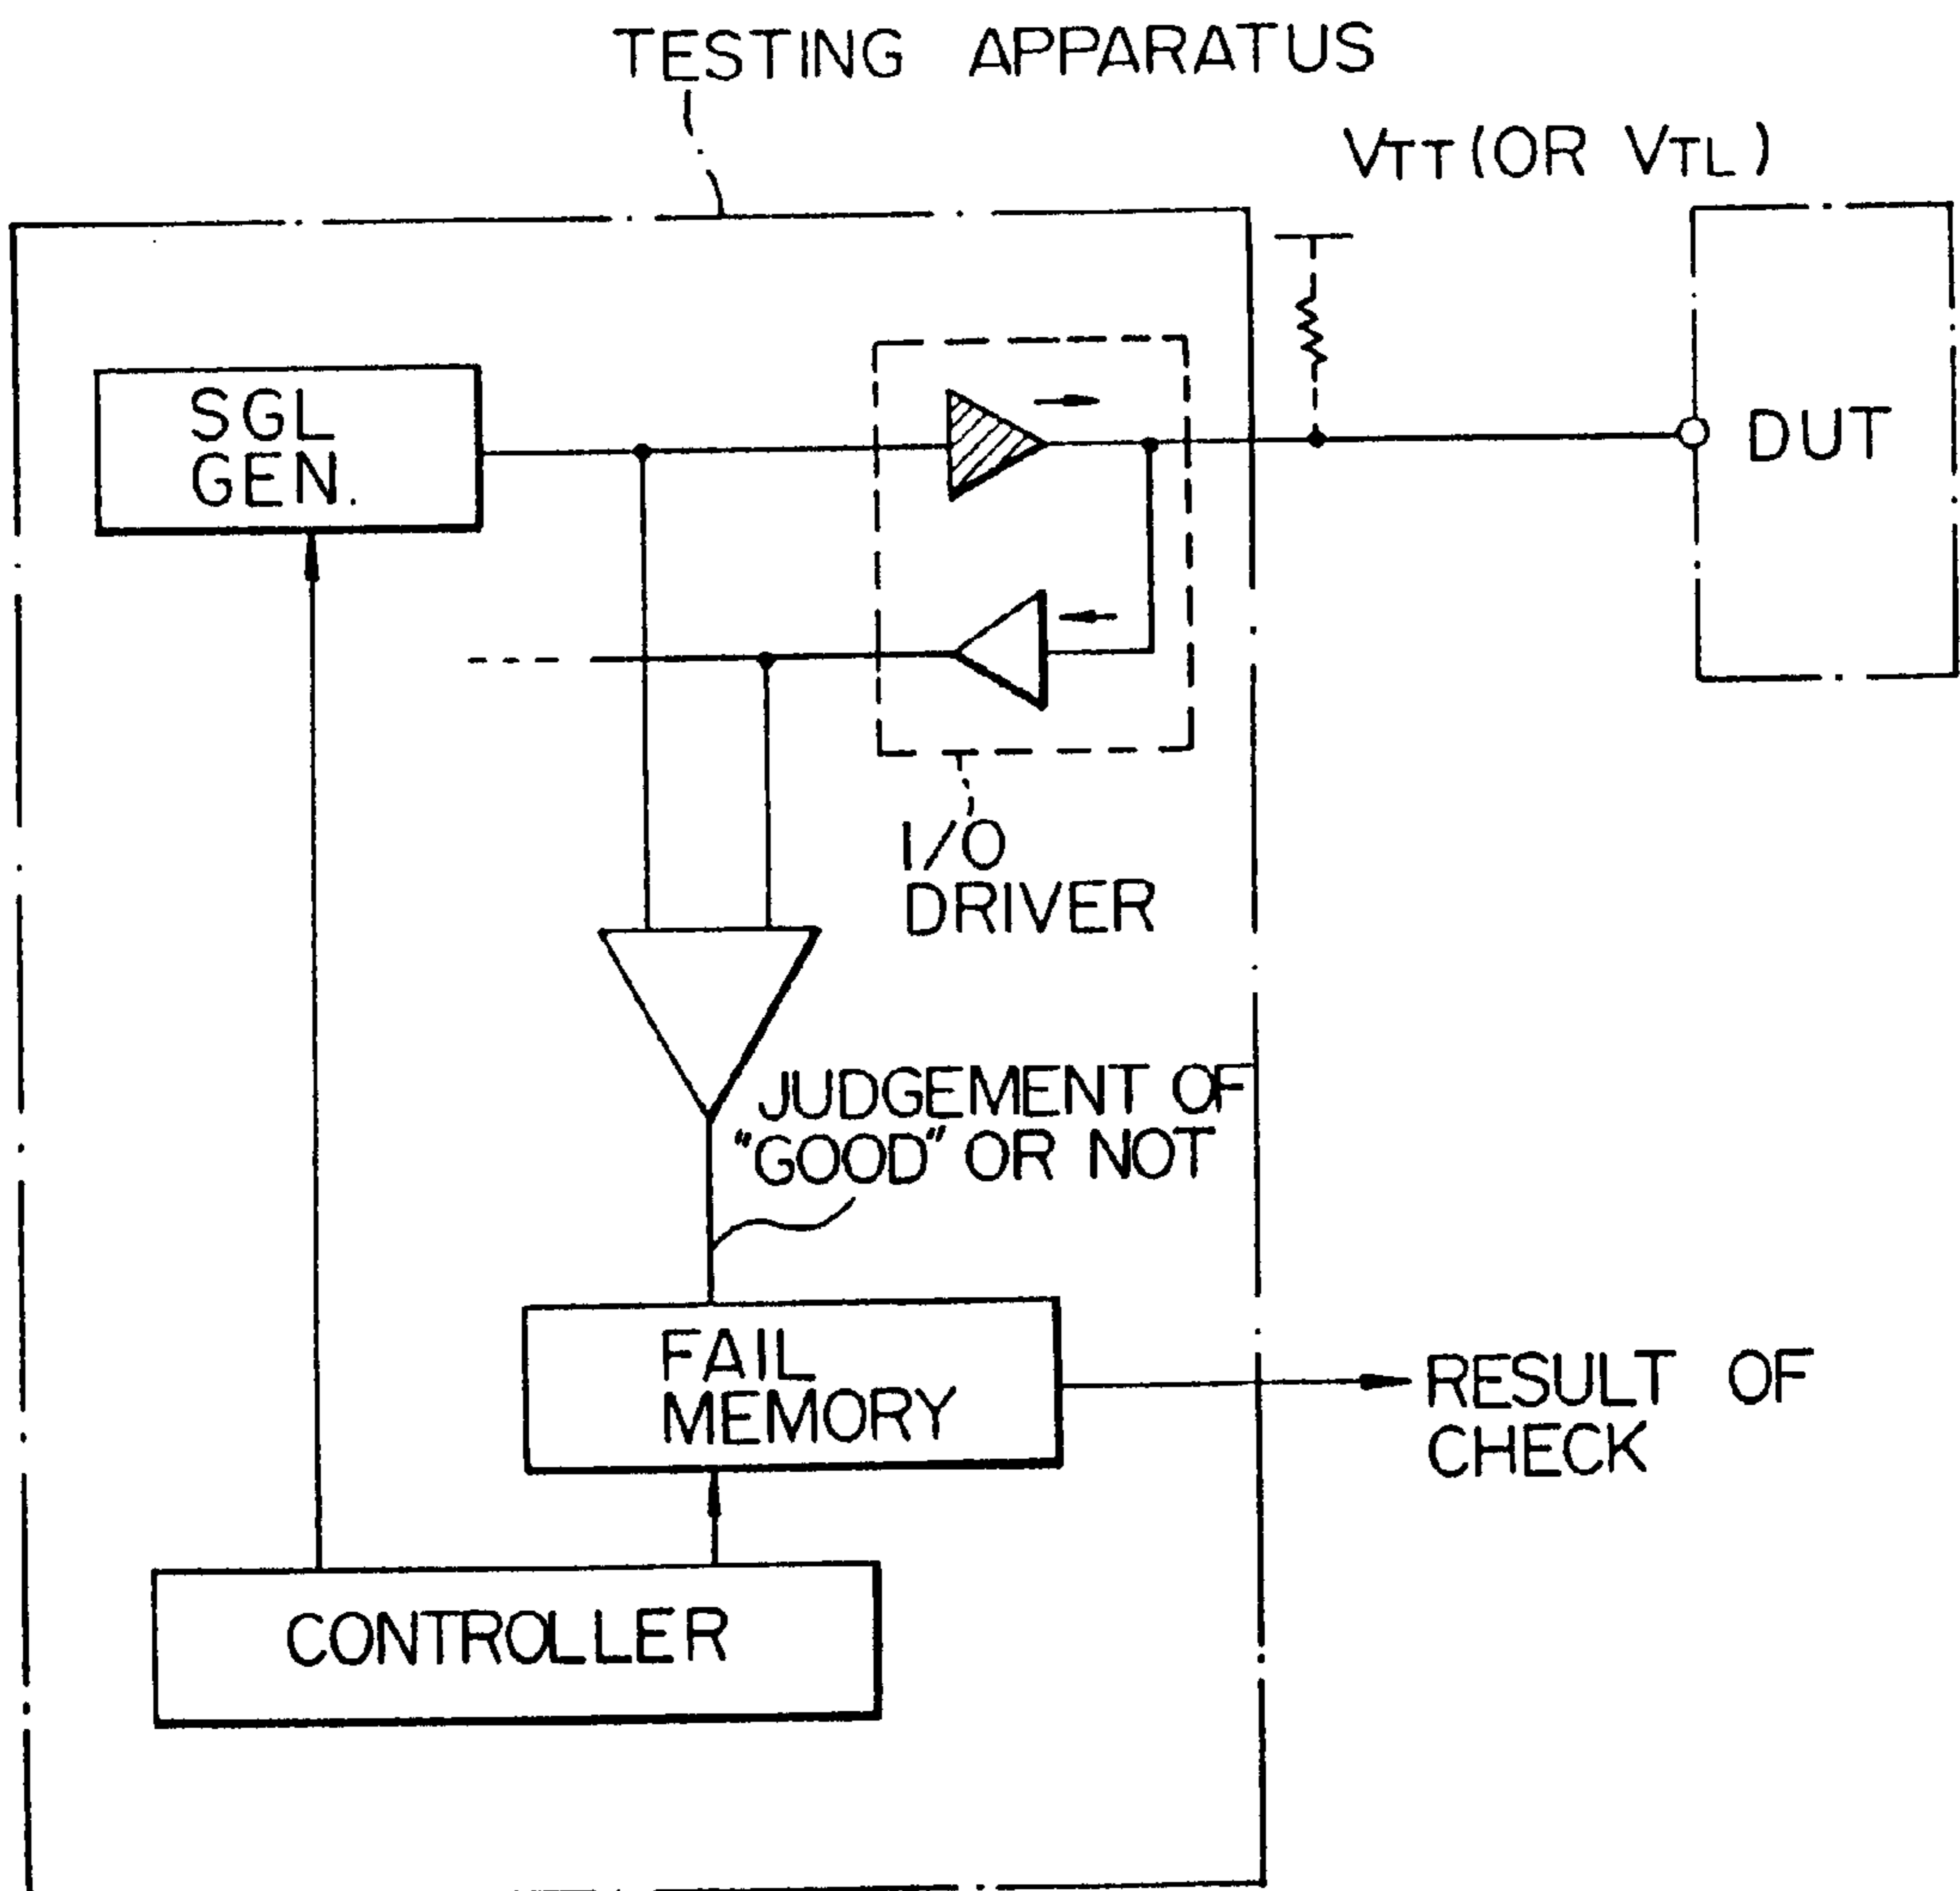 TESTING APPARATUS
VTT (OR VTL)
SGL
GEN.
DUT
I/O
DRIVER
JUDGEMENT OF
"GOOD" OR NOT
FAIL
MEMORY
RESULT OF
CHECK
CONTROLLER